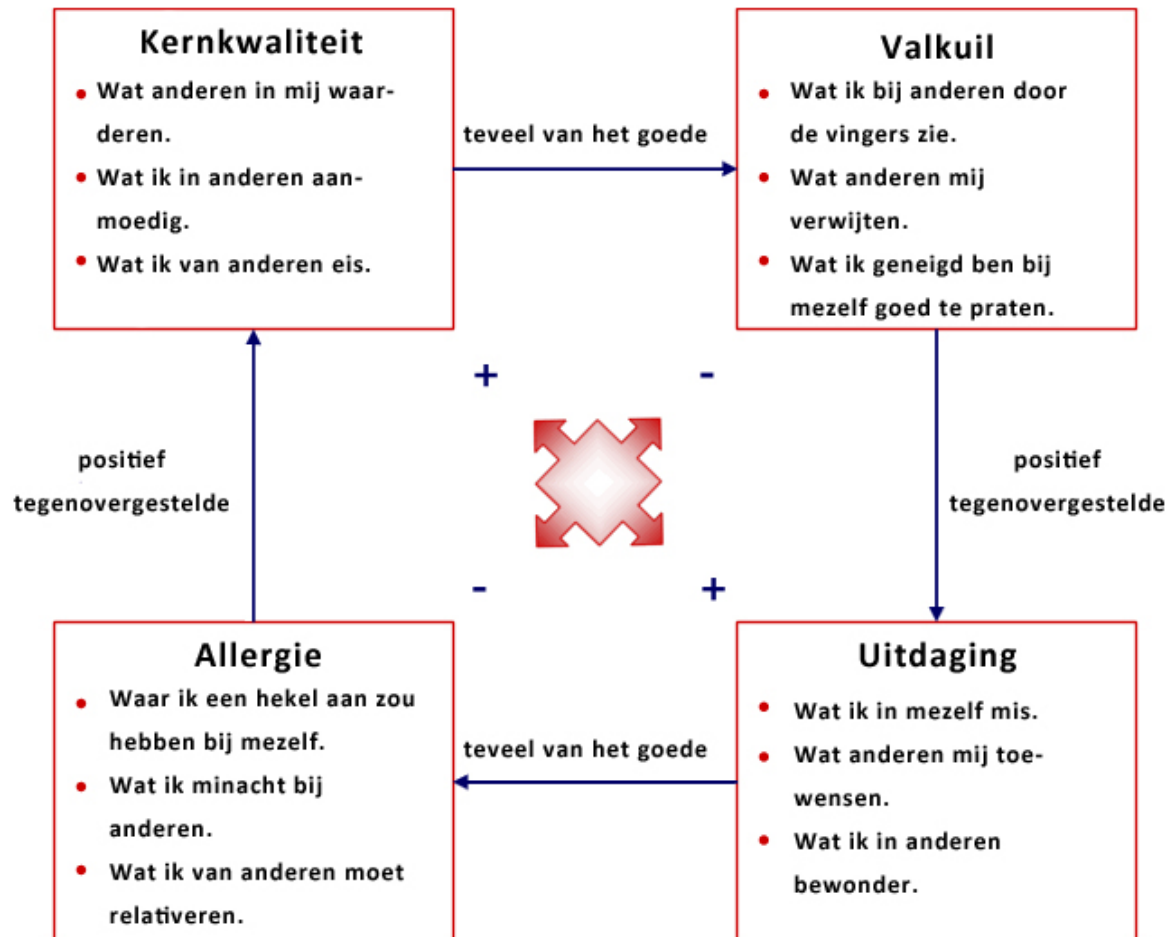 Kernkwaliteit
Wat anderen in mij waar-
deren.
Wat ik in anderen aan-
moedig.
Wat ik van anderen eis.
teveel van het goede
Valkuil
Wat ik bij anderen door
de vingers zie.
Wat anderen mij
verwijten.
Wat ik geneigd ben bij
mezelf goed te praten.
+
-
positief
tegenovergestelde
positief
tegenovergestelde
-
+
Allergie
Waar ik een hekel aan zou
hebben bij mezelf.
Wat ik minacht bij
anderen.
Wat ik van anderen moet
relativeren.
teveel van het goede
Uitdaging
Wat ik in mezelf mis.
Wat anderen mij toe-
wensen.
Wat ik in anderen
bewonder.